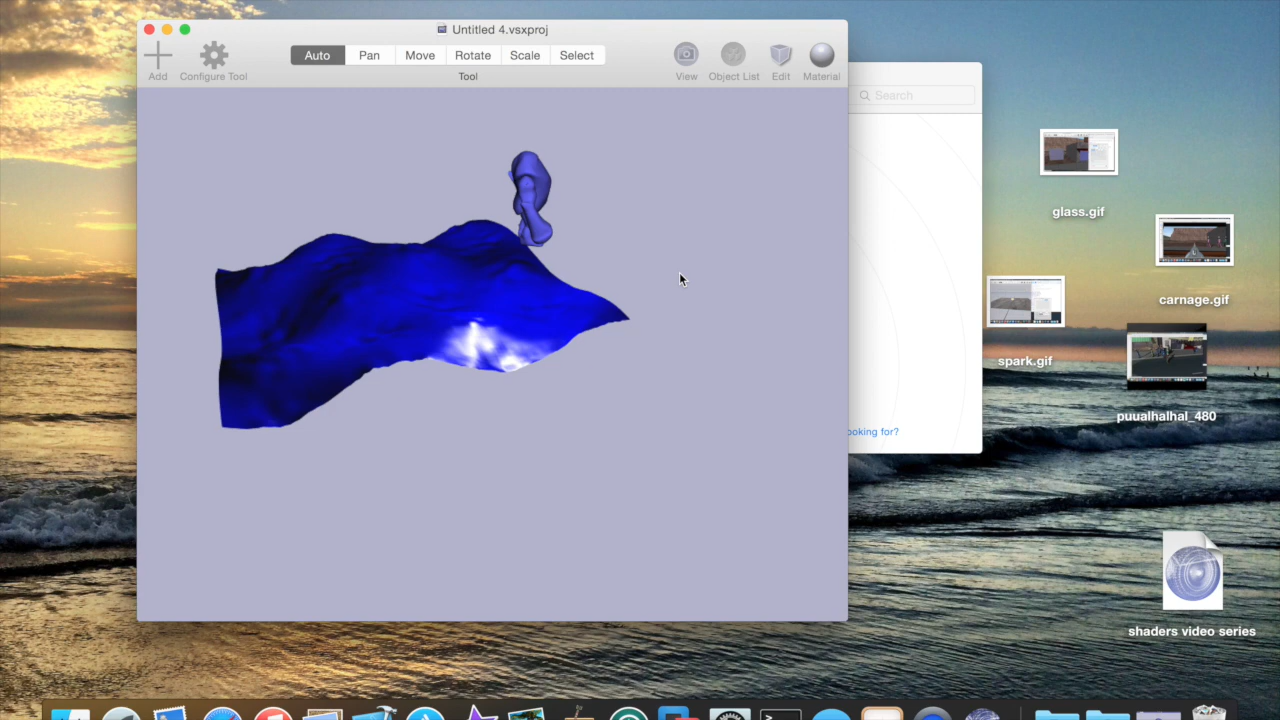 Untitled 4.vsxproj
Add
Configure Tool
Auto Pan Move Rotate Scale Select
Tool
View
Object List
Edit
Material
Search
ooking for?
glass.gif
carnage.gif
spark.gif
puualhalhal_480
shaders video series